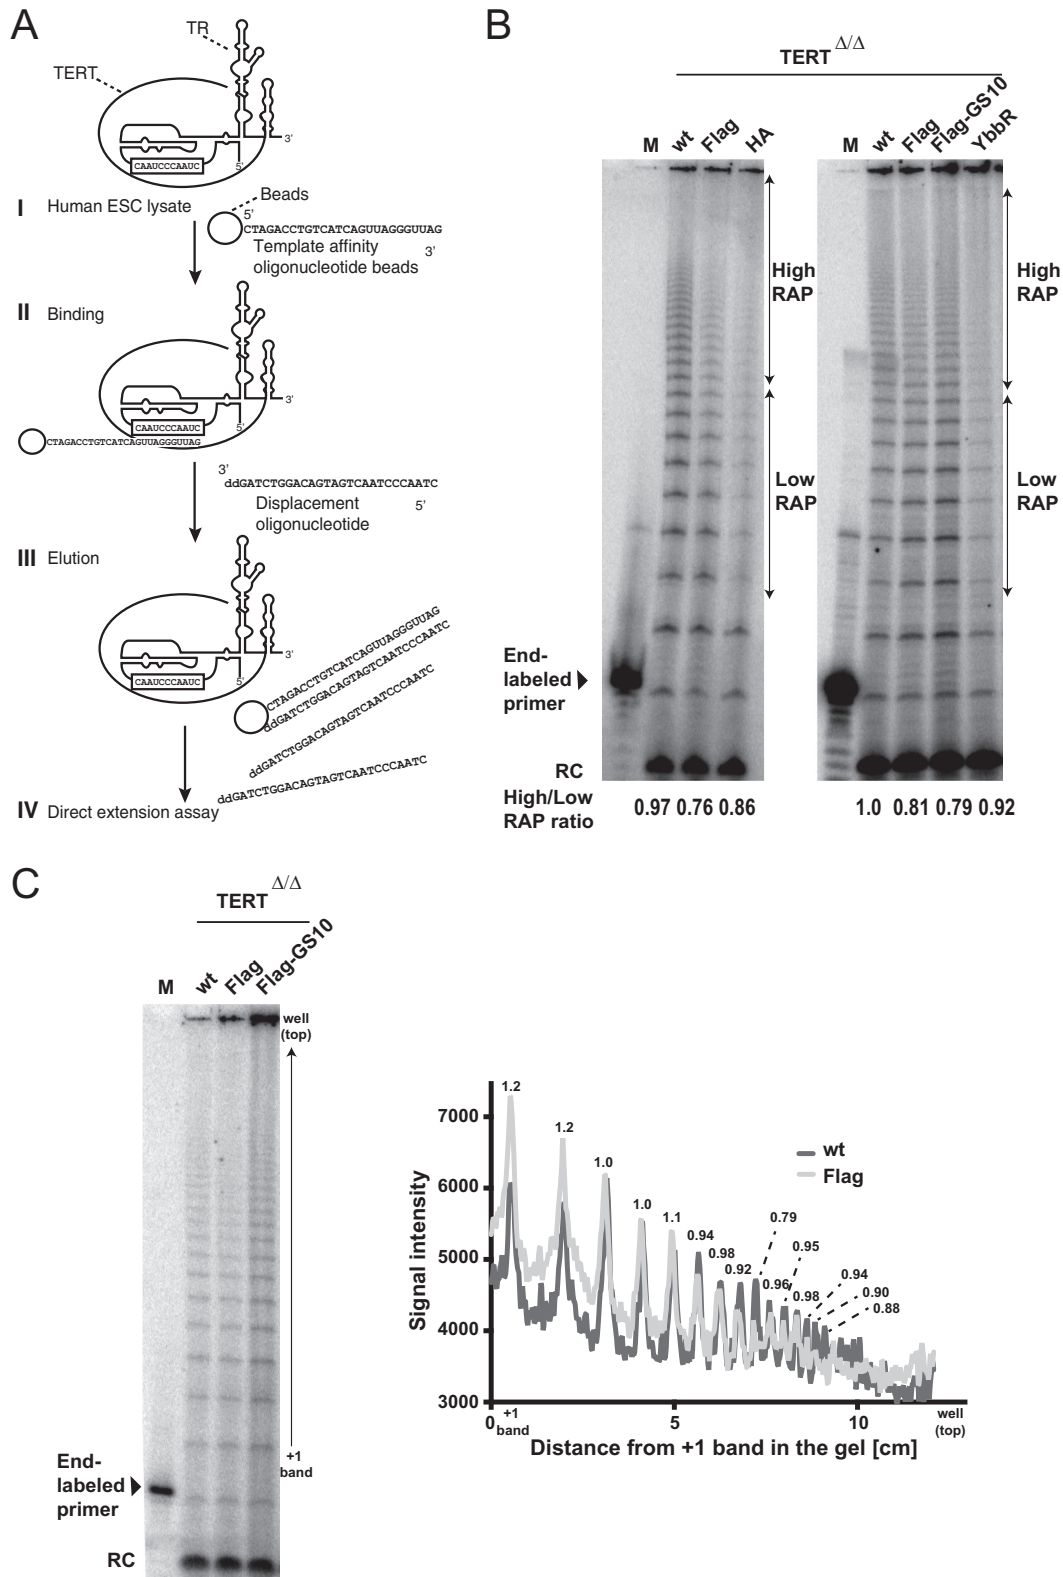 A
TR
TERT
3'
5'
CAAUCCCAAUC
I Human ESC lysate
Beads
5'
CTAGACCTGTCATCAGUUAGGGUUAG
3'
Template affinity
oligonucleotide beads
II Binding
3'
5'
CAAUCCCAAUC
CTAGACCTGTCATCAGUUAGGGUUAG
3'
ddGATCTGGACAGTAGTCAATCCCAATC
5'
Displacement
oligonucleotide
III Elution
3'
5'
CAAUCCCAAUC
CTAGACCTGTCATCAGUUAGGGUUAG
ddGATCTGGACAGTAGTCAATCCCAATC
ddGATCTGGACAGTAGTCAATCCCAATC
ddGATCTGGACAGTAGTCAATCCCAATC
IV Direct extension assay
B
TERT Δ/Δ
M wt Flag HA
M wt Flag Flag-GS10 YbbR
High
RAP
Low
RAP
High
RAP
Low
RAP
End-
labeled
primer
RC
High/Low
RAP ratio
0.97 0.76 0.86
1.0 0.81 0.79 0.92
C
TERT Δ/Δ
M wt Flag Flag-GS10
well
(top)
+1
band
End-
labeled
primer
RC
Signal intensity
7000
6000
5000
4000
3000
1.2
1.2
1.0
1.0
1.1
0.94
0.98
0.92
0.79
0.96
0.95
0.98
0.94
0.90
0.88
wt
Flag
0 5 10
+1
band
well
(top)
Distance from +1 band in the gel [cm]